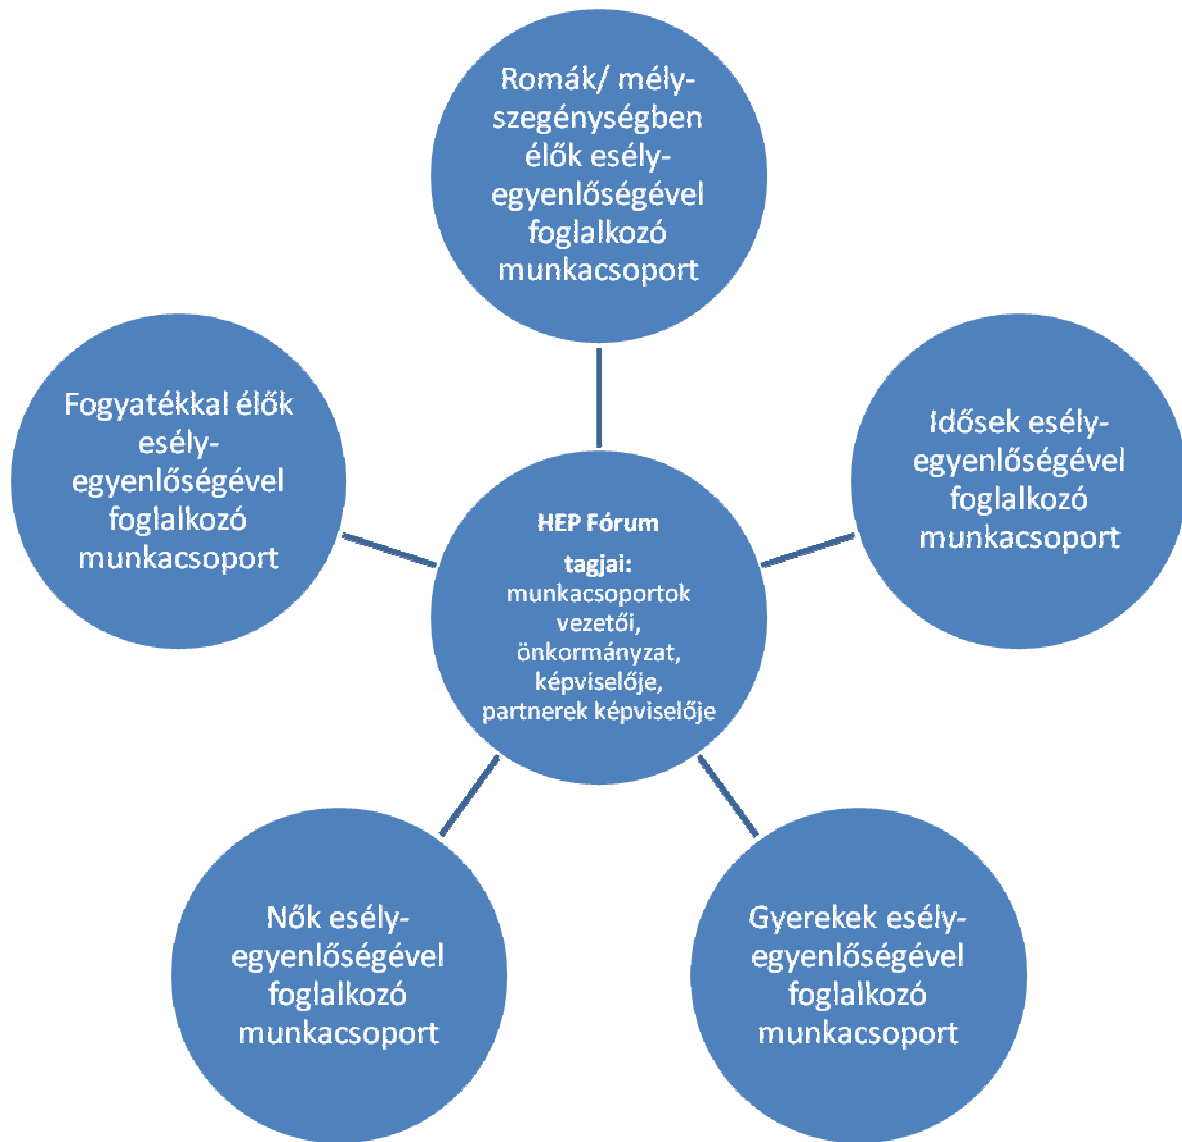 Romák/ mély-
szegénységben
élők esély-
egyenlőségével
foglalkozó
munkacsoport
Fogyatékkal élők
esély-
egyenlőségével
foglalkozó
munkacsoport
Idősek esély-
egyenlőségével
foglalkozó
munkacsoport
HEP Fórum
tagjai:
munkacsoportok
vezetői,
önkormányzat,
képviselője,
partnerek képviselője
Nők esély-
egyenlőségével
foglalkozó
munkacsoport
Gyerekek esély-
egyenlőségével
foglalkozó
munkacsoport